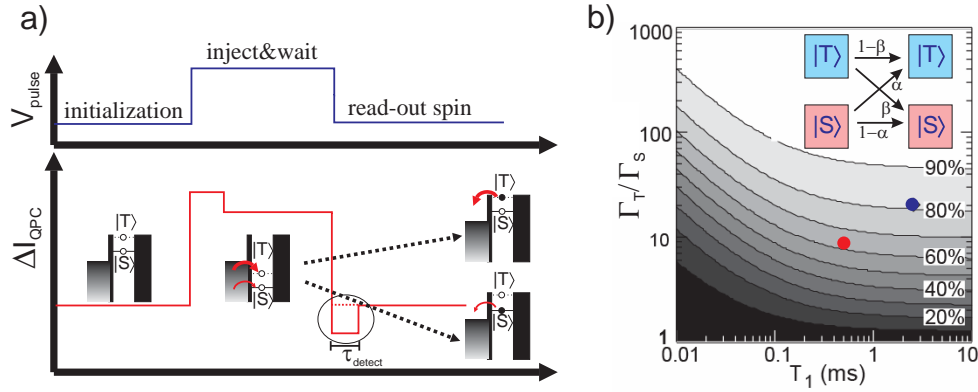 a)
V_pulse
initialization
inject&wait
read-out spin
ΔI_QPC
|T⟩
|S⟩
|T⟩
|S⟩
|T⟩
|S⟩
|T⟩
|S⟩
τ_detect
b)
Γ_T/Γ_S
1000
100
10
1
0.01
0.1
1
10
T_1 (ms)
|T⟩
1−β
|T⟩
α
β
|S⟩
1−α
|S⟩
90%
80%
60%
40%
20%